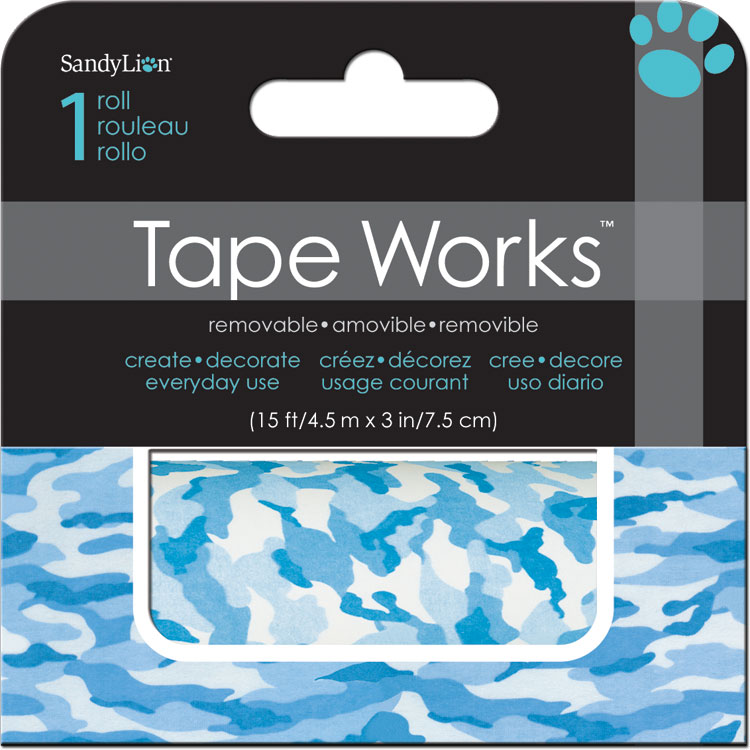 SandyLion®
1 roll
rouleau
rollo
Tape Works™
removable • amovible • removible
create • decorate créez • décorez cree • decore
everyday use usage courant uso diario
(15 ft/4.5 m x 3 in/7.5 cm)